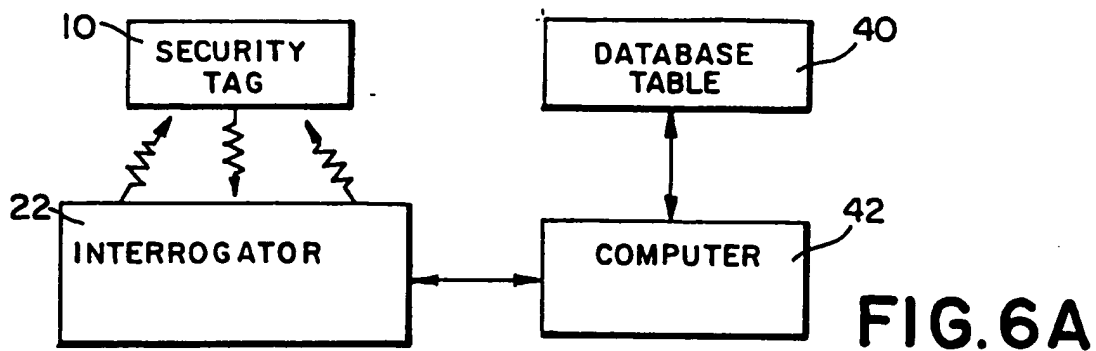 10
SECURITY
TAG
DATABASE
TABLE
40
22
INTERROGATOR
COMPUTER
42
FIG. 6A